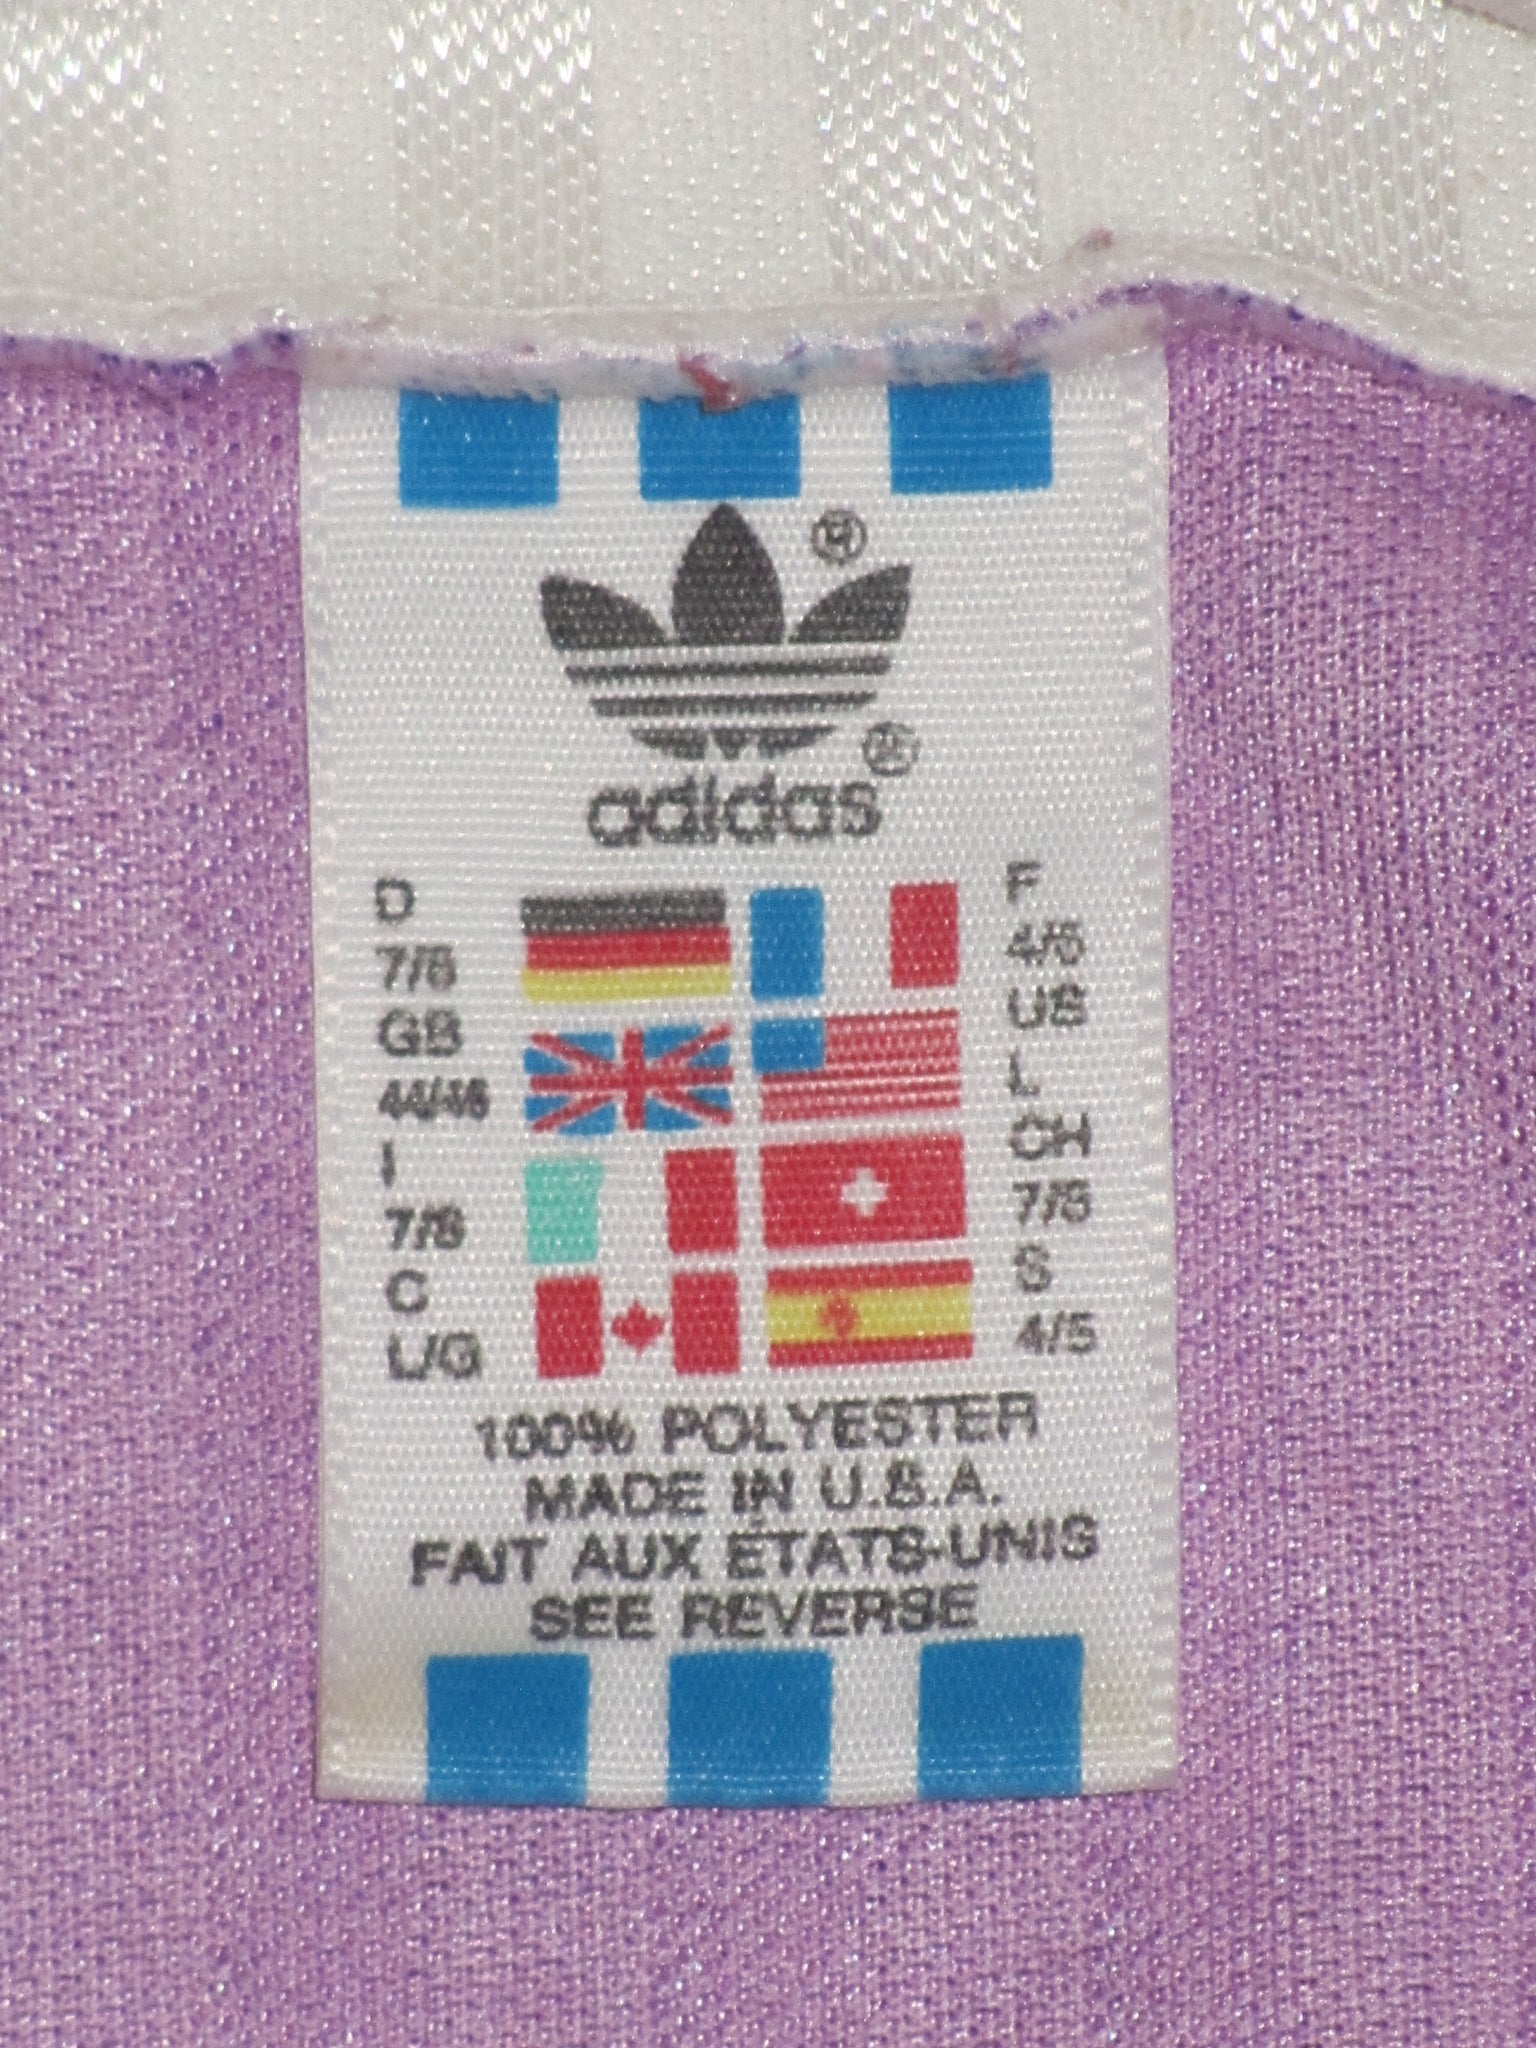 adidas
D
7/8
GB
44/46
I
7/8
C
L/G
F
4/5
US
L
CH
7/8
S
4/5
100% POLYESTER
MADE IN U.S.A.
FAIT AUX ÉTATS-UNIS
SEE REVERSE